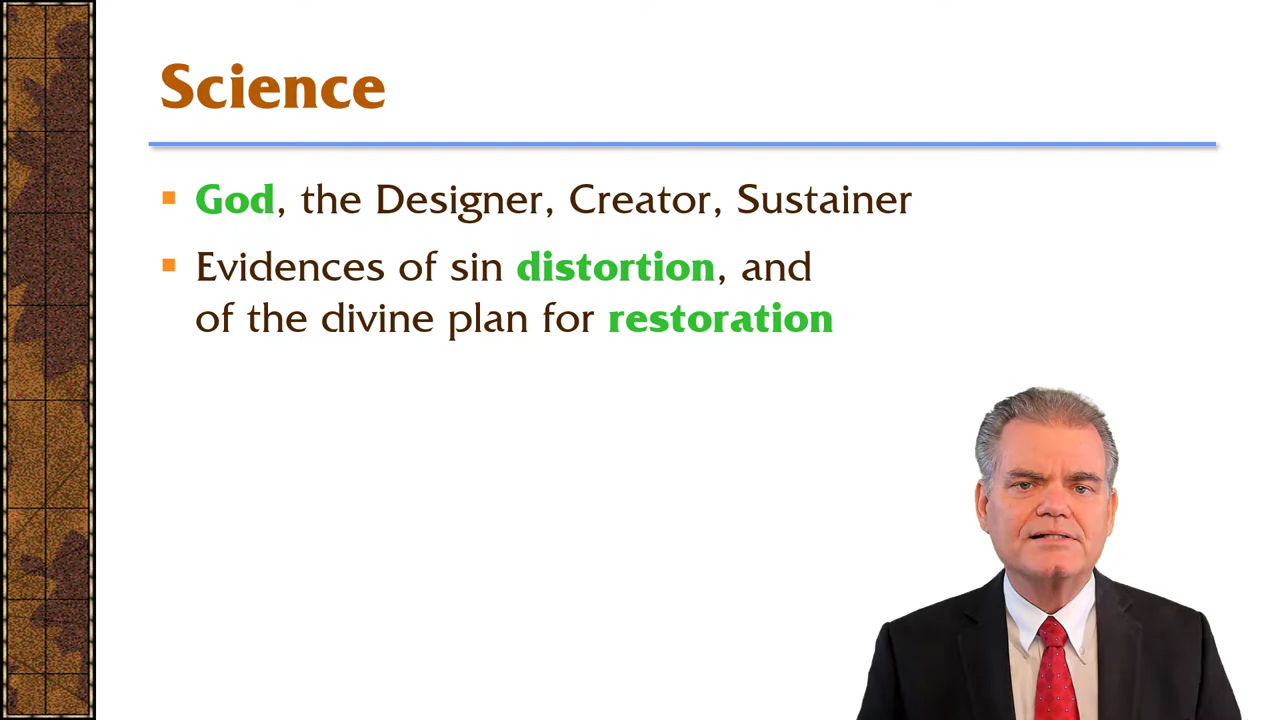 Science
God, the Designer, Creator, Sustainer
Evidences of sin distortion, and
of the divine plan for restoration